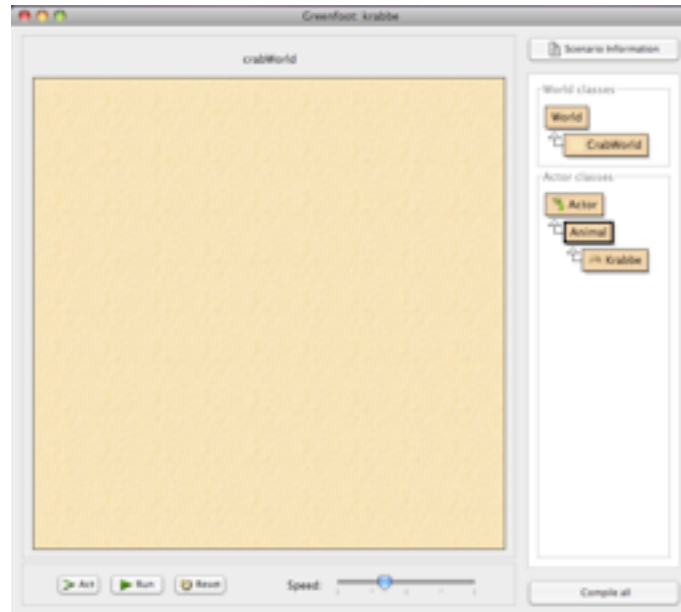 Greenfoot: krabbe
Scenario Information
crabWorld
World classes
World
CrabWorld
Actor classes
Actor
Animal
Krabbe
Act
Run
Reset
Speed:
Compile all